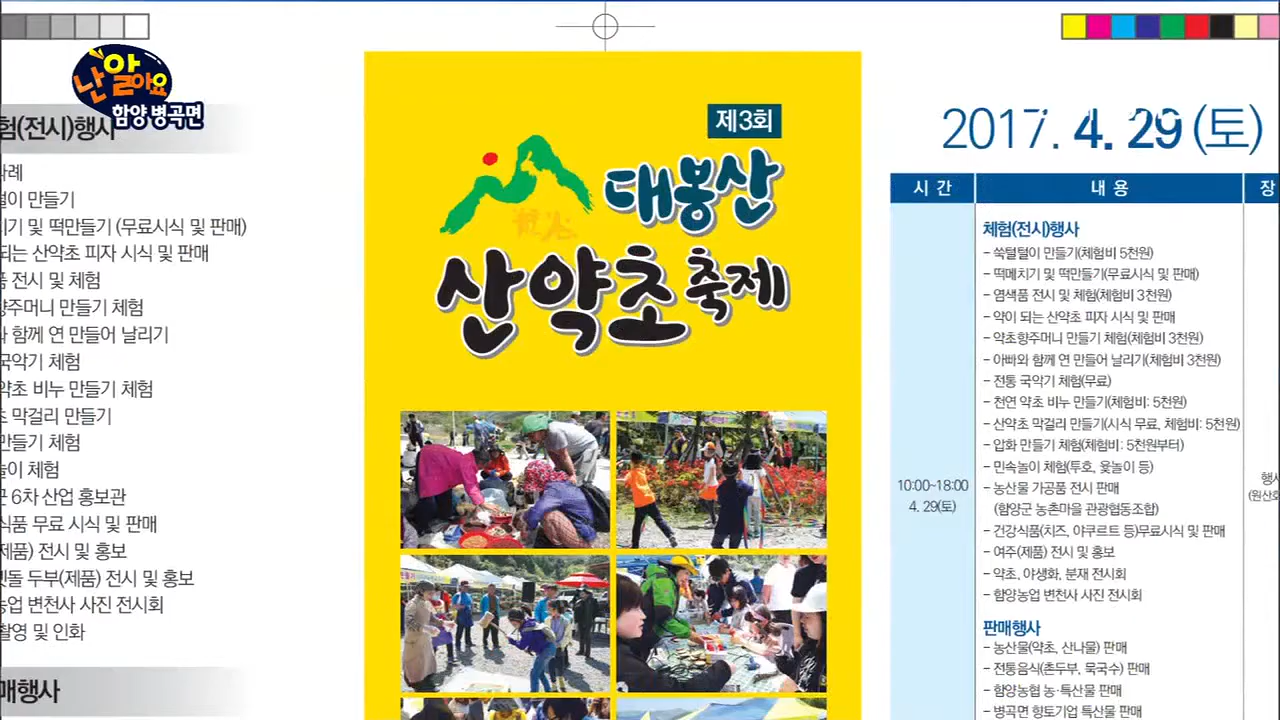 난 알아요
함양 병곡면
험(전시)행사
기 및 떡만들기 (무료시식 및 판매)
되는 산약초 피자 시식 및 판매
전시 및 체험
향주머니 만들기 체험
함께 연 만들어 날리기
국악기 체험
약초 비누 만들기 체험
막걸리 만들기
만들기 체험
놀이 체험
6차 산업 홍보관
식품 무료 시식 및 판매
(제품) 전시 및 홍보
두부(제품) 전시 및 홍보
농업 변천사 사진 전시회
촬영 및 인화
매행사
제3회
대봉산
산약초 축제
2017. 4. 29 (토)
시 간
내 용
장
10:00~18:00
4. 29(토)
체험(전시)행사
- 쑥털털이 만들기(체험비 5천원)
- 떡메치기 및 떡만들기(무료시식 및 판매)
- 염색품 전시 및 체험(체험비 3천원)
- 약이 되는 산약초 피자 시식 및 판매
- 약초향주머니 만들기 체험(체험비 3천원)
- 아빠와 함께 연 만들어 날리기(체험비 3천원)
- 전통 국악기 체험(무료)
- 천연 약초 비누 만들기(체험비: 5천원)
- 산약초 막걸리 만들기(시식 무료, 체험비: 5천원)
- 압화 만들기 체험(체험비: 5천원부터)
- 민속놀이 체험(투호, 윷놀이 등)
- 농산물 가공품 전시 판매
(함양군 농촌마을 관광협동조합)
- 건강식품(치즈, 야쿠르트 등)무료시식 및 판매
- 여주(제품) 전시 및 홍보
- 약초, 야생화, 분재 전시회
- 함양농업 변천사 사진 전시회
판매행사
- 농산물(약초, 산나물) 판매
- 전통음식(촌두부, 묵국수) 판매
- 함양농협 농·특산물 판매
- 병곡면 향토기업 특산물 판매